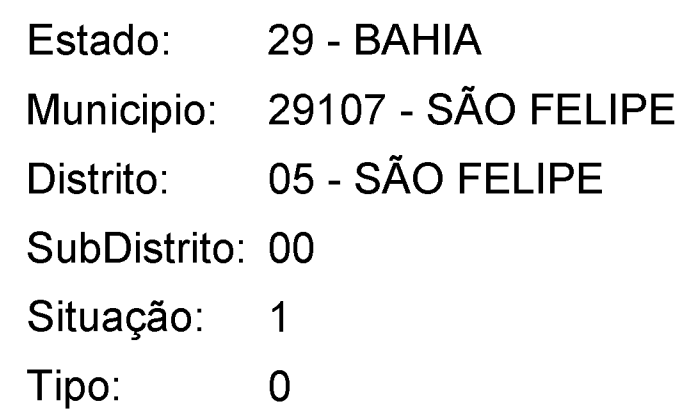 Estado: 29 - BAHIA
Municipio: 29107 - SÃO FELIPE
Distrito: 05 - SÃO FELIPE
SubDistrito: 00
Situação: 1
Tipo: 0